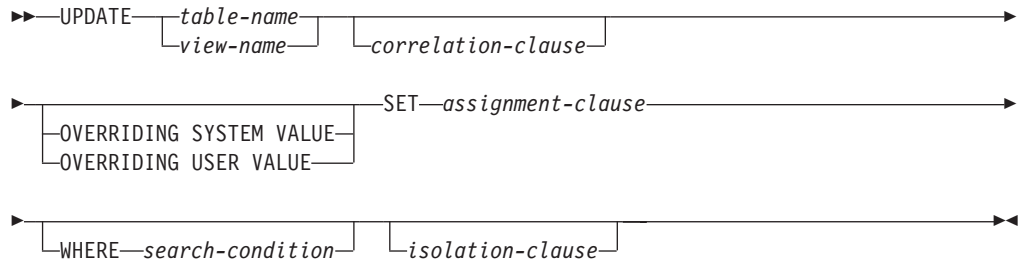 UPDATE table-name
view-name correlation-clause
SET assignment-clause
OVERRIDING SYSTEM VALUE
OVERRIDING USER VALUE
WHERE search-condition isolation-clause